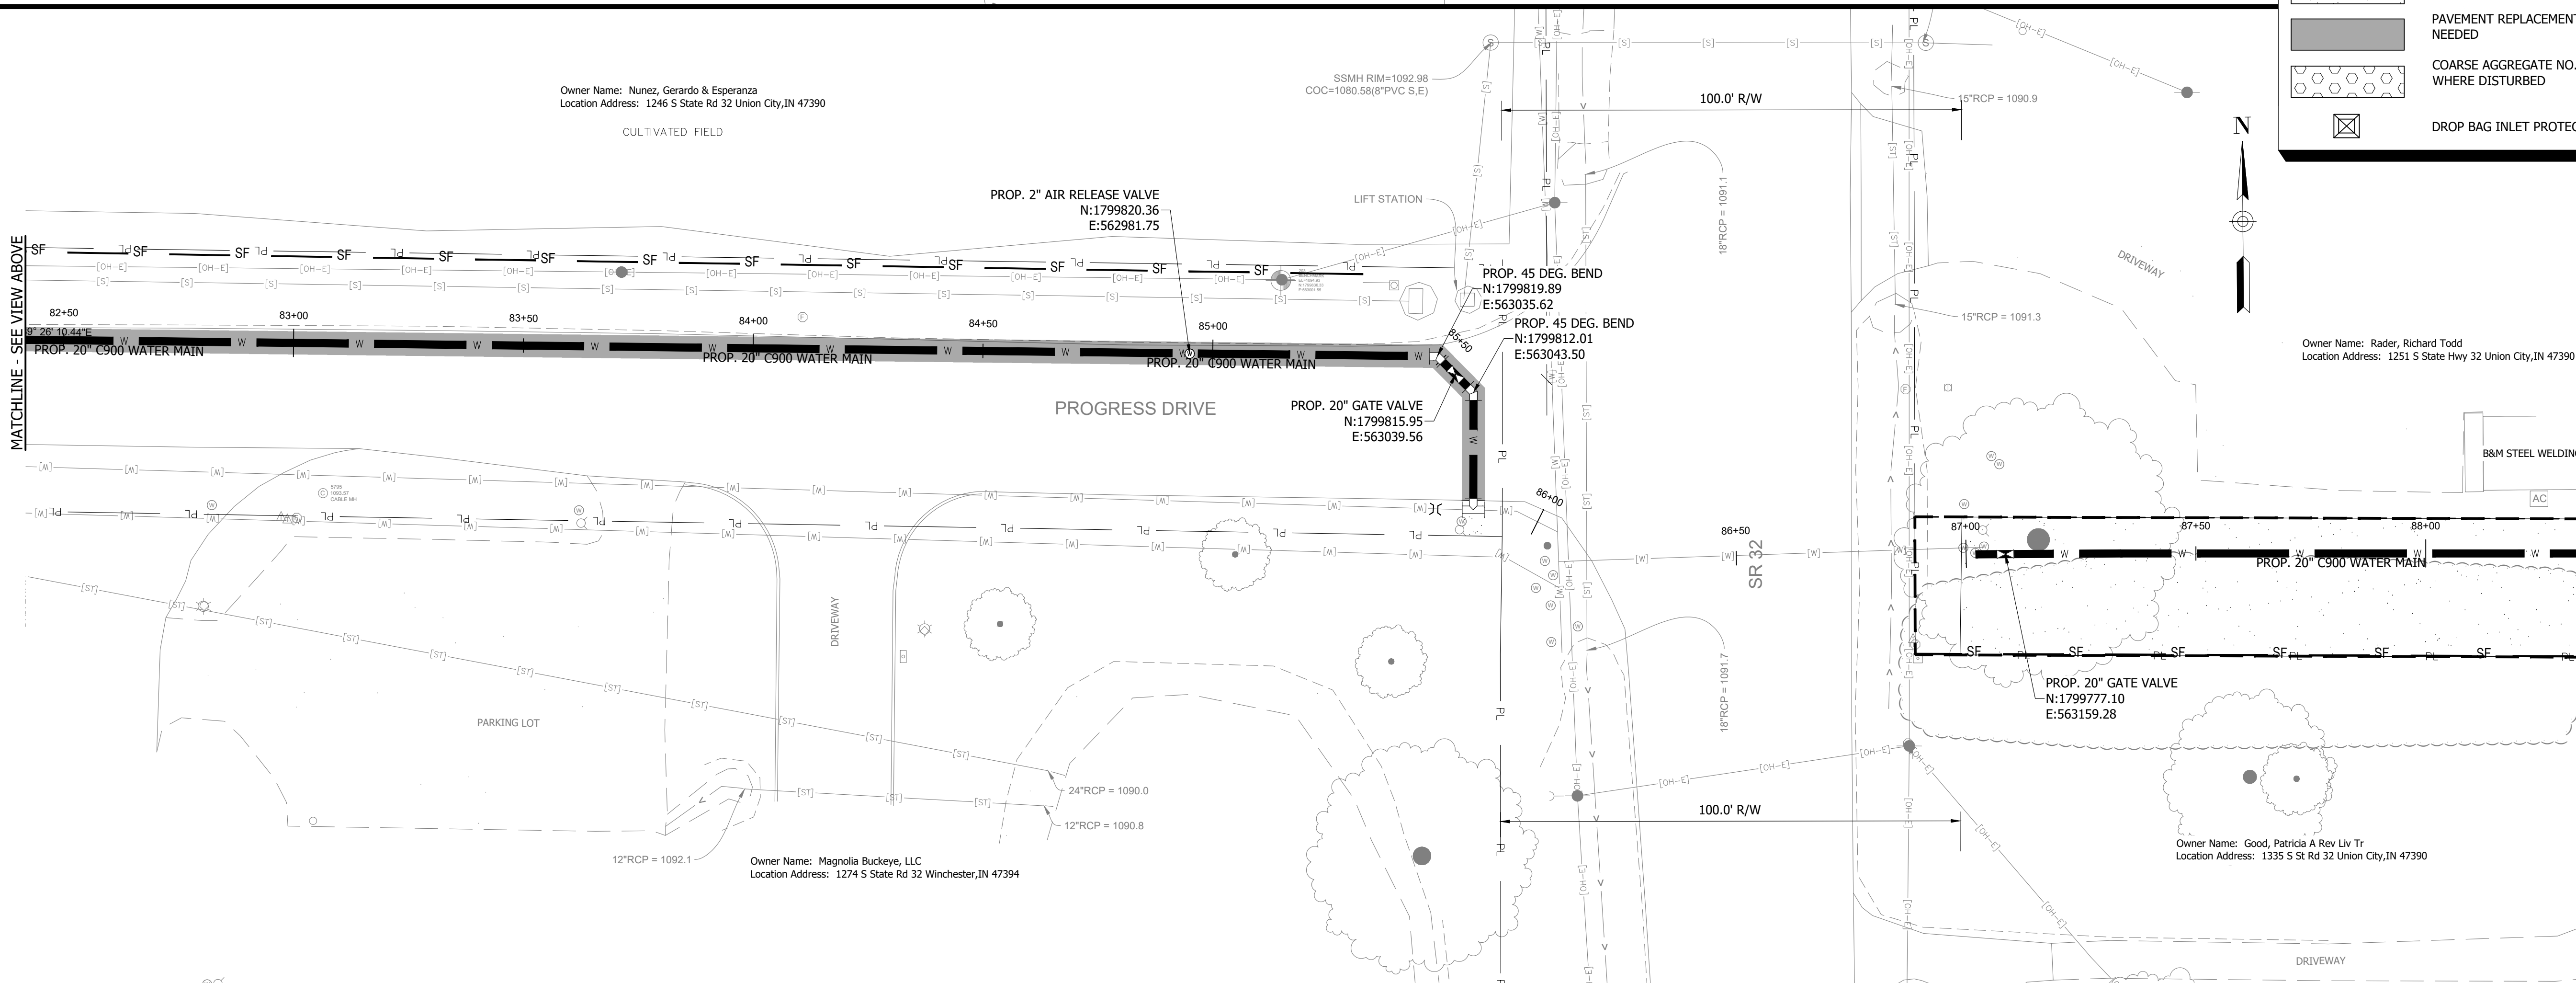 PAVEMENT REPLACEMENT
NEEDED
COARSE AGGREGATE NO.
WHERE DISTURBED
DROP BAG INLET PROTEC
N
Owner Name: Nunez, Gerardo & Esperanza
Location Address: 1246 S State Rd 32 Union City,IN 47390
CULTIVATED FIELD
SSMH RIM=1092.98
COC=1080.58(8"PVC S,E)
100.0' R/W
15"RCP = 1090.9
18"RCP = 1091.1
PROP. 2" AIR RELEASE VALVE
N:1799820.36
E:562981.75
LIFT STATION
DRIVEWAY
MATCHLINE - SEE VIEW ABOVE
PROP. 45 DEG. BEND
N:1799819.89
E:563035.62
PROP. 45 DEG. BEND
N:1799812.01
E:563043.50
15"RCP = 1091.3
82+50
83+00
83+50
84+00
84+50
85+00
85+50
9° 26' 10.44"E
PROP. 20" C900 WATER MAIN
PROP. 20" C900 WATER MAIN
PROP. 20" C900 WATER MAIN
Owner Name: Rader, Richard Todd
Location Address: 1251 S State Hwy 32 Union City,IN 47390
PROGRESS DRIVE
PROP. 20" GATE VALVE
N:1799815.95
E:563039.56
B&M STEEL WELDIN
AC
5795
1093.57
CABLE MH
86+00
86+50
87+00
87+50
88+00
SR 32
PROP. 20" C900 WATER MAIN
DRIVEWAY
PARKING LOT
18"RCP = 1091.7
PROP. 20" GATE VALVE
N:1799777.10
E:563159.28
24"RCP = 1090.0
12"RCP = 1090.8
12"RCP = 1092.1
100.0' R/W
Owner Name: Magnolia Buckeye, LLC
Location Address: 1274 S State Rd 32 Winchester,IN 47394
Owner Name: Good, Patricia A Rev Liv Tr
Location Address: 1335 S St Rd 32 Union City,IN 47390
DRIVEWAY